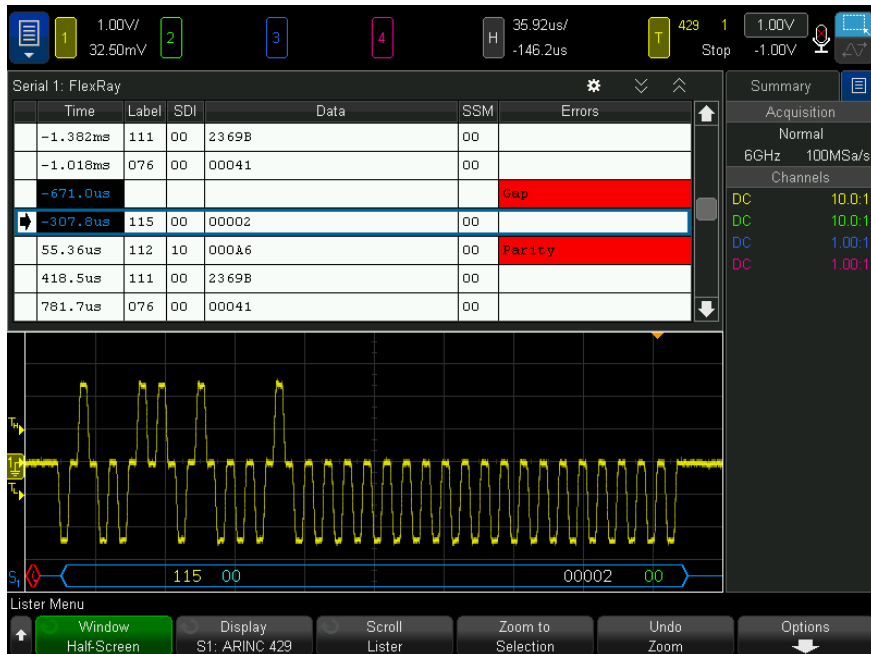 1 1.00V/ 32.50mV 2 3 4 H 35.92us/ -146.2us T 429 1 Stop 1.00V -1.00V
Serial 1: FlexRay
Summary
Time Label SDI Data SSM Errors
-1.382ms 111 00 2369B 00
-1.018ms 076 00 00041 00
-671.0us Gap
-307.8us 115 00 00002 00
55.36us 112 10 000A6 00 Parity
418.5us 111 00 2369B 00
781.7us 076 00 00041 00
Acquisition
Normal
6GHz 100MSa/s
Channels
DC 10.0:1
DC 10.0:1
DC 1.00:1
DC 1.00:1
TH
1
TL
S1 115 00 00002 00
Lister Menu
Window Half-Screen
Display S1: ARINC 429
Scroll Lister
Zoom to Selection
Undo Zoom
Options